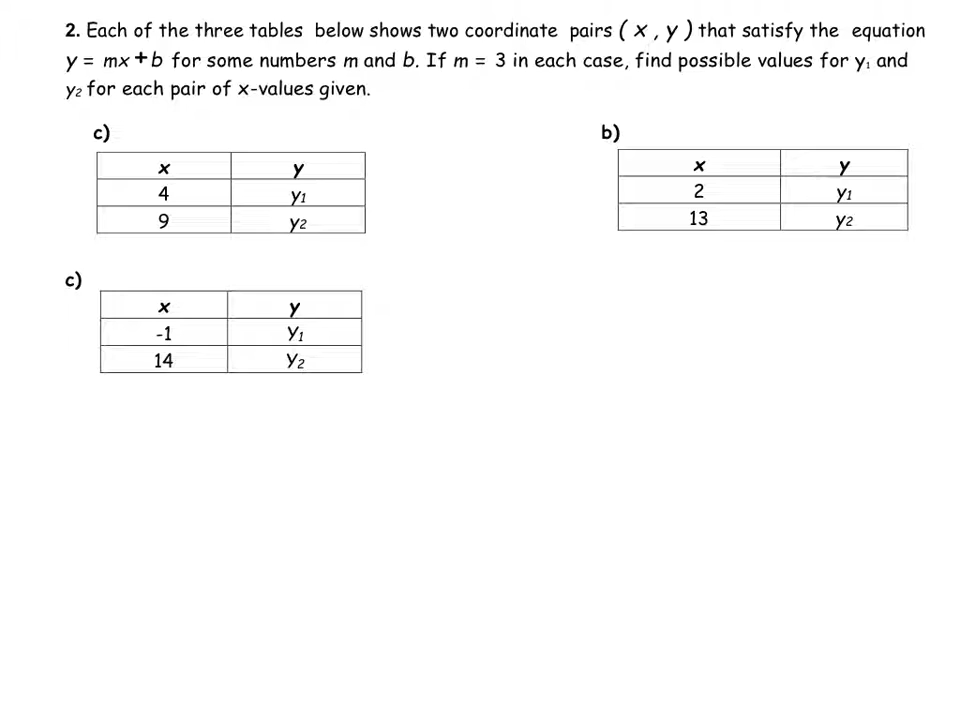 2. Each of the three tables below shows two coordinate pairs ( x , y ) that satisfy the equation
y = mx + b for some numbers m and b. If m = 3 in each case, find possible values for y₁ and
y₂ for each pair of x-values given.
c)
x y
4 y₁
9 y₂
b)
x y
2 y₁
13 y₂
c)
x y
-1 Y₁
14 Y₂